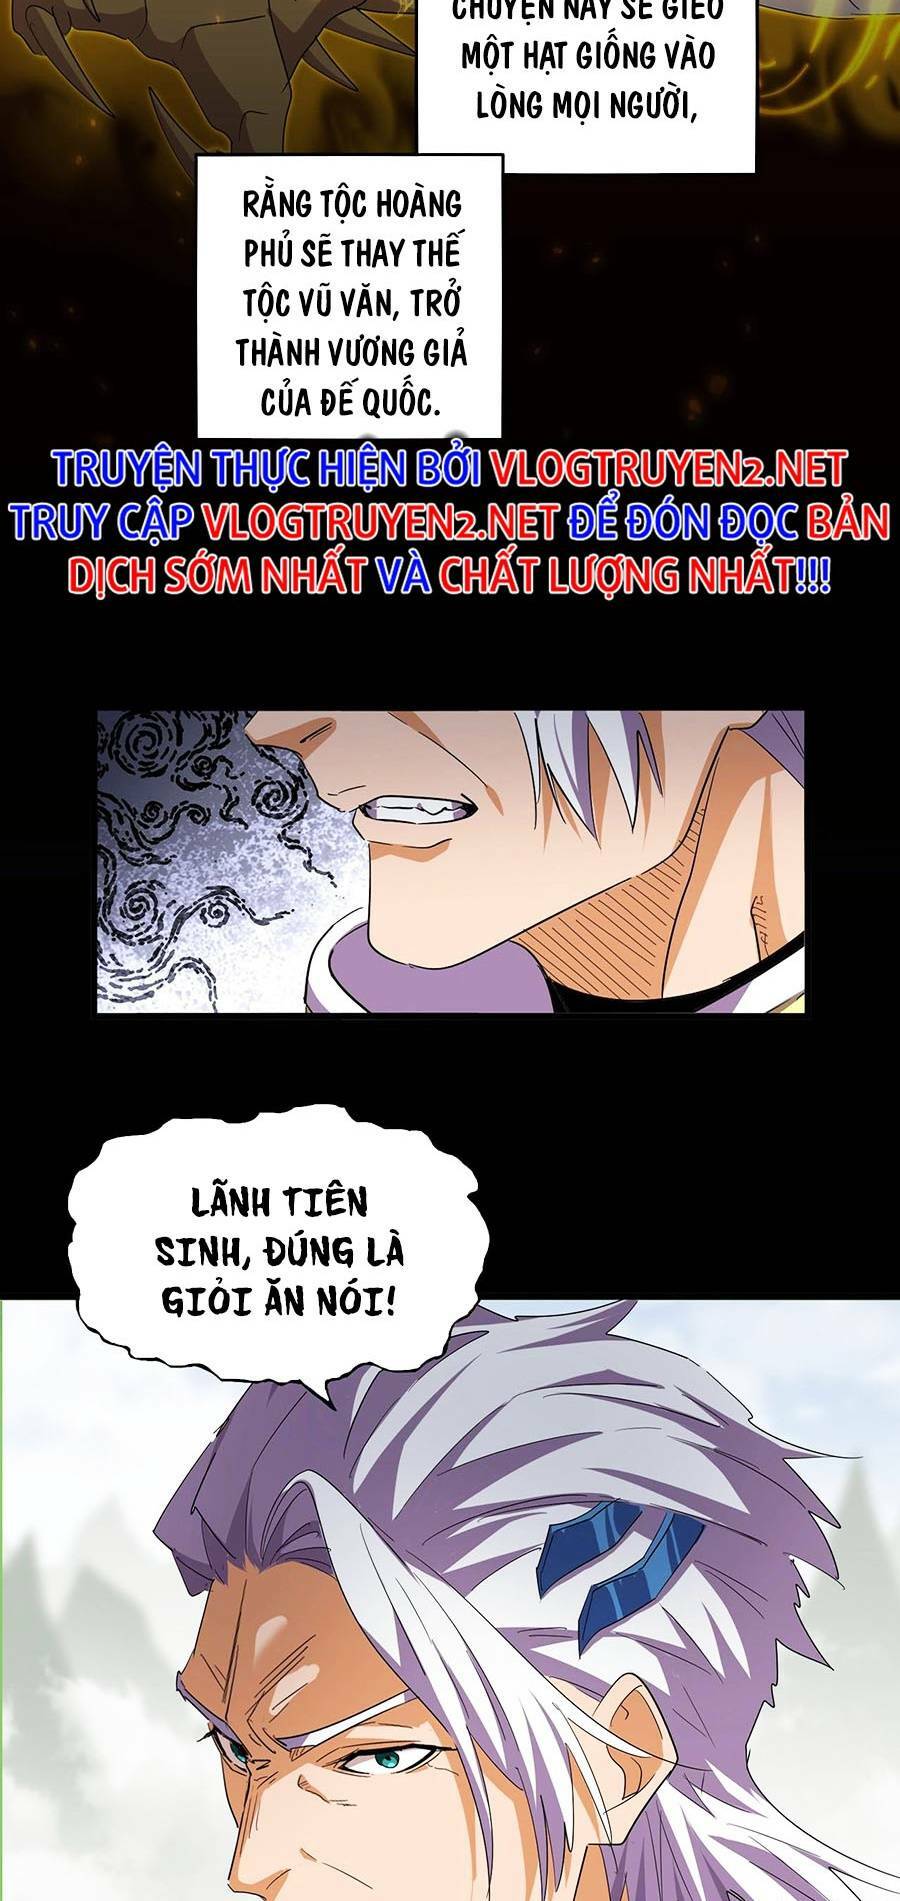 CHUYỆN NÀY SẼ GIEO
MỘT HẠT GIỐNG VÀO
LÒNG MỌI NGƯỜI,
RẰNG TỘC HOÀNG
PHỦ SẼ THAY THẾ
TỘC VŨ VĂN, TRỞ
THÀNH VƯƠNG GIẢ
CỦA ĐẾ QUỐC.
TRUYỆN THỰC HIỆN BỞI VLOGTRUYEN2.NET
TRUY CẬP VLOGTRUYEN2.NET ĐỂ ĐÓN ĐỌC BẢN
DỊCH SỚM NHẤT VÀ CHẤT LƯỢNG NHẤT!!!
LÃNH TIÊN
SINH, ĐÚNG LÀ
GIỎI ĂN NÓI!